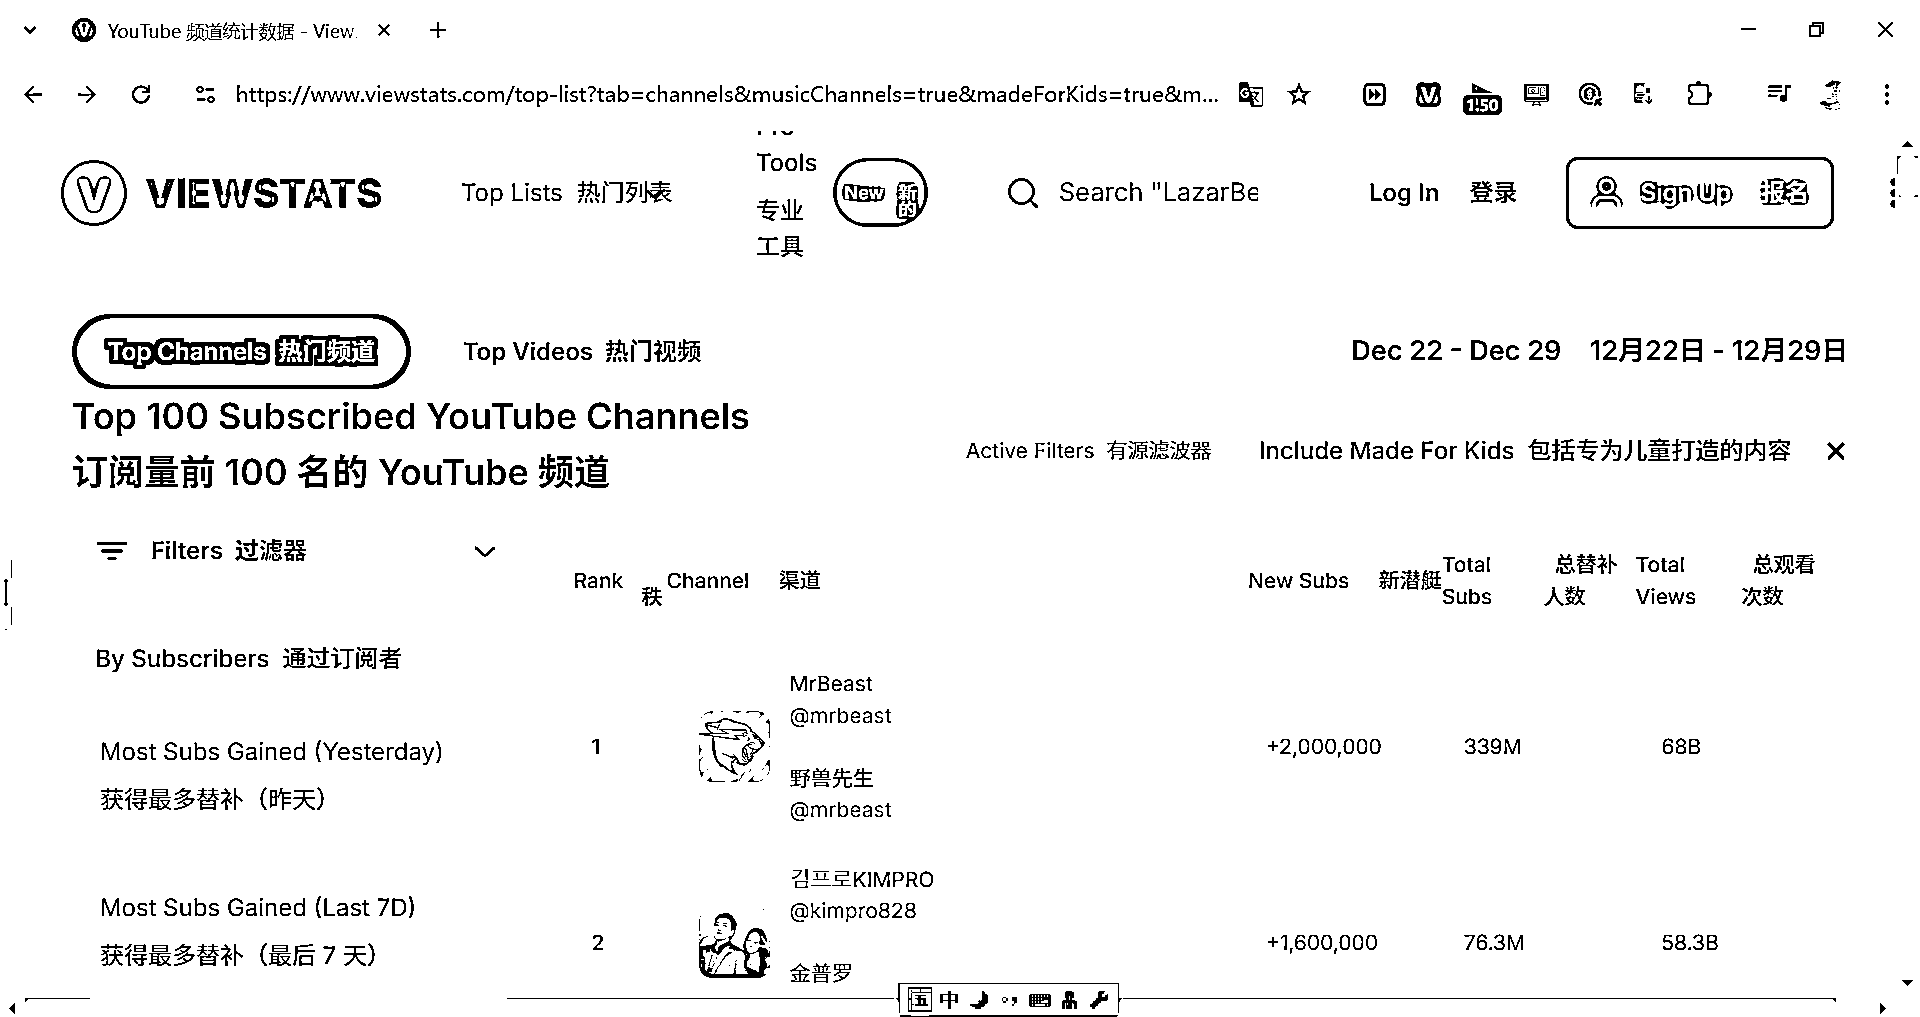 YouTube 频道统计数据 - View
https://www.viewstats.com/top-list?tab=channels&musicChannels=true&madeForKids=true&m...
1:50
VIEWSTATS
Top Lists 热门列表
Tools
专业
工具
New 新的
Search "LazarBe
Log In 登录
Sign Up 报名
Top Channels 热门频道
Top Videos 热门视频
Dec 22 - Dec 29 12月22日 - 12月29日
Top 100 Subscribed YouTube Channels
订阅量前 100 名的 YouTube 频道
Active Filters 有源滤波器
Include Made For Kids 包括专为儿童打造的内容
Filters 过滤器
Rank 秩
Channel 渠道
New Subs 新潜艇
Total Subs 总替补人数
Total Views 总观看次数
By Subscribers 通过订阅者
Most Subs Gained (Yesterday)
获得最多替补（昨天）
Most Subs Gained (Last 7D)
获得最多替补（最后 7 天）
1
MrBeast
@mrbeast
野兽先生
@mrbeast
+2,000,000
339M
68B
2
김프로KIMPRO
@kimpro828
金普罗
+1,600,000
76.3M
58.3B
五 中